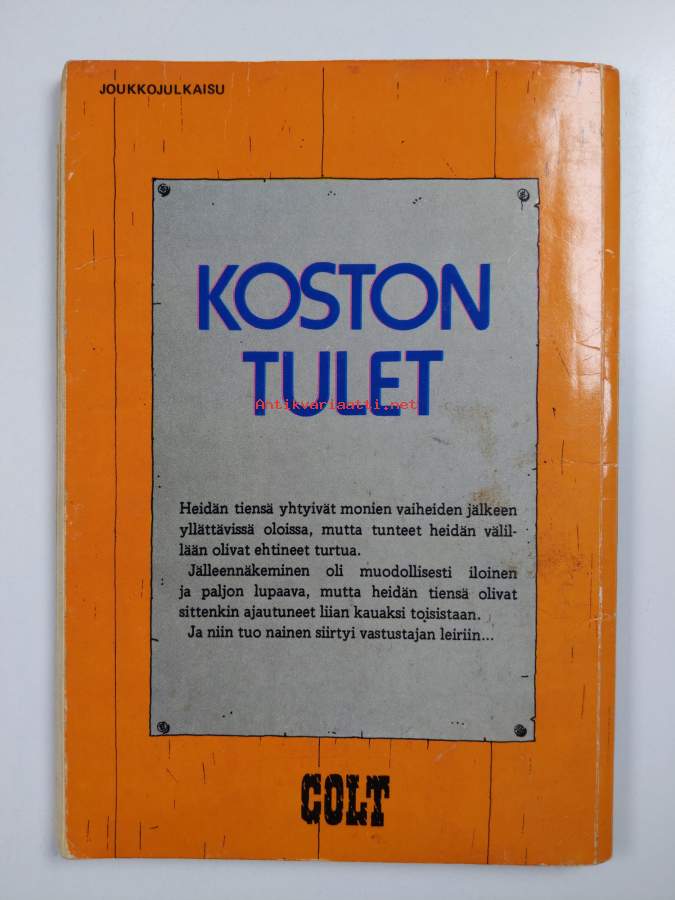 JOUKKOJULKAISU
KOSTON
TULET
Antikvariaatti.net
Heidän tiensä yhtyivät monien vaiheiden jälkeen
yllättävissä oloissa, mutta tunteet heidän välil-
lään olivat ehtineet turtua.
Jälleennäkeminen oli muodollisesti iloinen
ja paljon lupaava, mutta heidän tiensä olivat
sittenkin ajautuneet liian kauaksi toisistaan.
Ja niin tuo nainen siirtyi vastustajan leiriin...
COLT